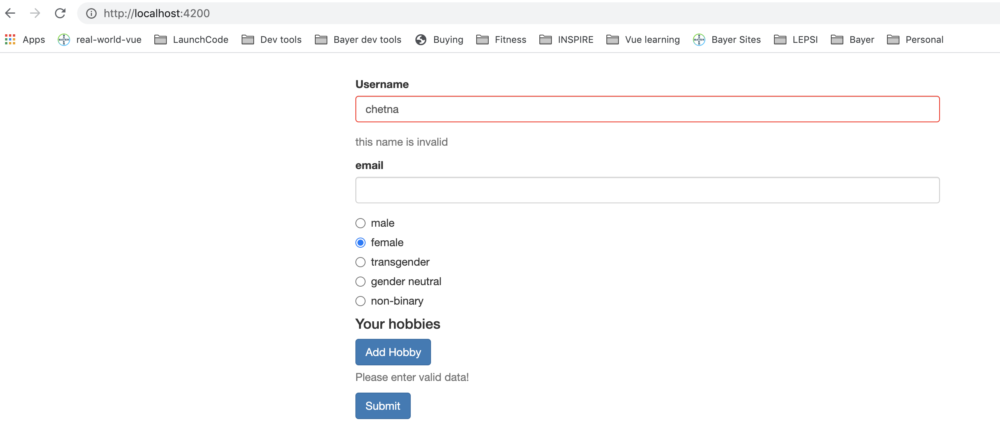 http://localhost:4200
Apps real-world-vue LaunchCode Dev tools Bayer dev tools Buying Fitness INSPIRE Vue learning Bayer Sites LEPSI Bayer Personal
Username
chetna
this name is invalid
email
male
female
transgender
gender neutral
non-binary
Your hobbies
Add Hobby
Please enter valid data!
Submit